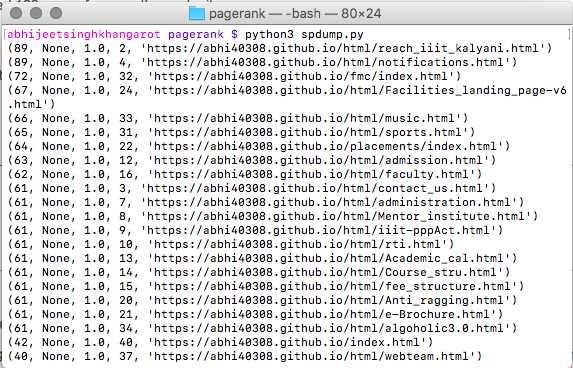 pagerank — -bash — 80×24
[abhijeetsinghkhangarot pagerank $ python3 spdump.py ]
(89, None, 1.0, 2, 'https://abhi40308.github.io/html/reach_iiit_kalyani.html')
(89, None, 1.0, 4, 'https://abhi40308.github.io/html/notifications.html')
(72, None, 1.0, 32, 'https://abhi40308.github.io/fmc/index.html')
(67, None, 1.0, 24, 'https://abhi40308.github.io/html/Facilities_landing_page-v6
.html')
(66, None, 1.0, 33, 'https://abhi40308.github.io/html/music.html')
(65, None, 1.0, 31, 'https://abhi40308.github.io/html/sports.html')
(64, None, 1.0, 22, 'https://abhi40308.github.io/placements/index.html')
(63, None, 1.0, 12, 'https://abhi40308.github.io/html/admission.html')
(62, None, 1.0, 16, 'https://abhi40308.github.io/html/faculty.html')
(61, None, 1.0, 3, 'https://abhi40308.github.io/html/contact_us.html')
(61, None, 1.0, 7, 'https://abhi40308.github.io/html/administration.html')
(61, None, 1.0, 8, 'https://abhi40308.github.io/html/Mentor_institute.html')
(61, None, 1.0, 9, 'https://abhi40308.github.io/html/iiit-pppAct.html')
(61, None, 1.0, 10, 'https://abhi40308.github.io/html/rti.html')
(61, None, 1.0, 13, 'https://abhi40308.github.io/html/Academic_cal.html')
(61, None, 1.0, 14, 'https://abhi40308.github.io/html/Course_stru.html')
(61, None, 1.0, 15, 'https://abhi40308.github.io/html/fee_structure.html')
(61, None, 1.0, 20, 'https://abhi40308.github.io/html/Anti_ragging.html')
(61, None, 1.0, 21, 'https://abhi40308.github.io/html/e-Brochure.html')
(61, None, 1.0, 34, 'https://abhi40308.github.io/html/algoholic3.0.html')
(42, None, 1.0, 40, 'https://abhi40308.github.io/index.html')
(40, None, 1.0, 37, 'https://abhi40308.github.io/html/webteam.html')